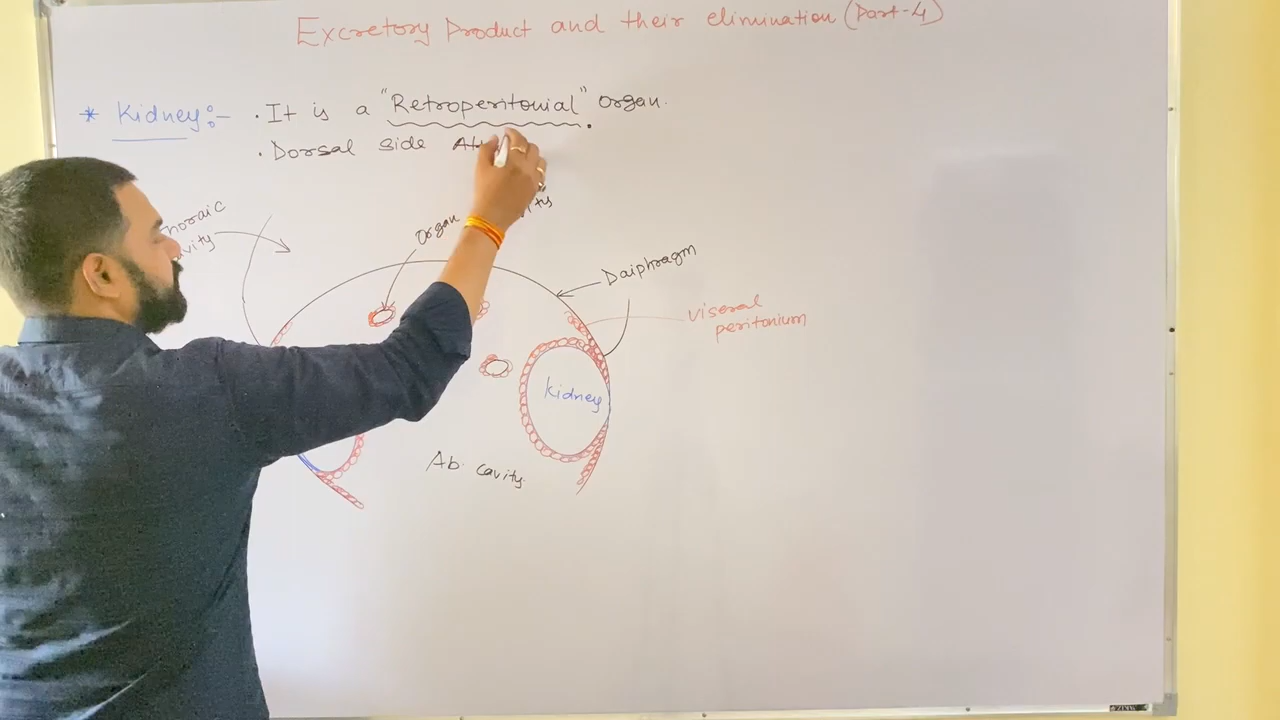 Excretory Product and their elimination (Part-4)
* Kidney:- . It is a "Retroperitonial" organ.
. Dorsal side
organ
Daiphragm
viseral
peritonium
kidney
Ab. cavity.